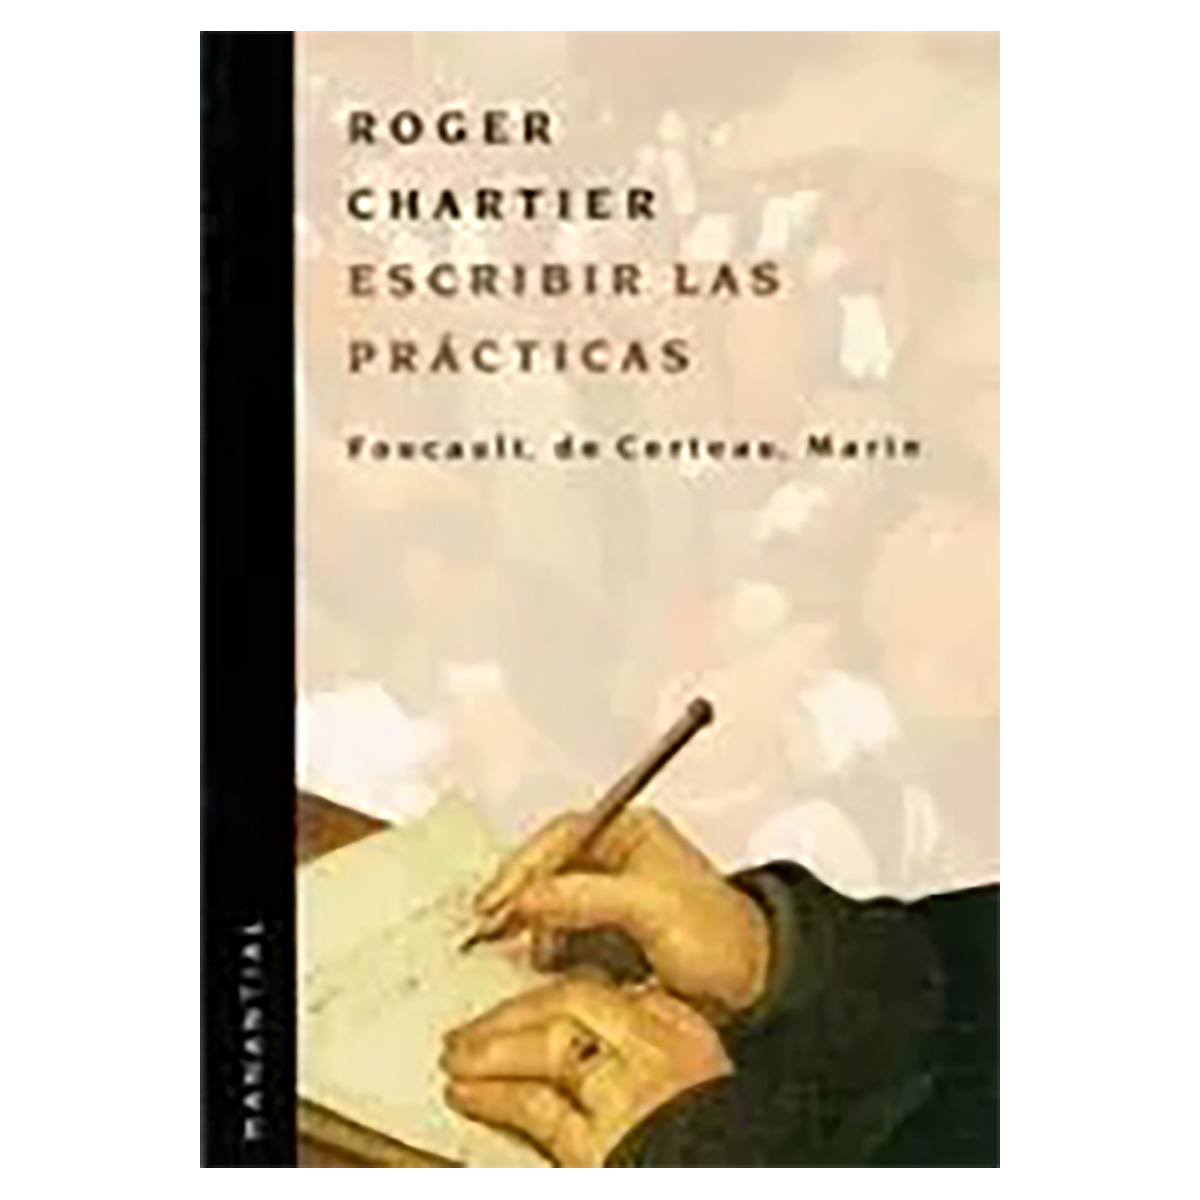 ROGER
CHARTIER
ESCRIBIR LAS
PRÁCTICAS
Foucault, de Certeau, Marin
MANANTIAL